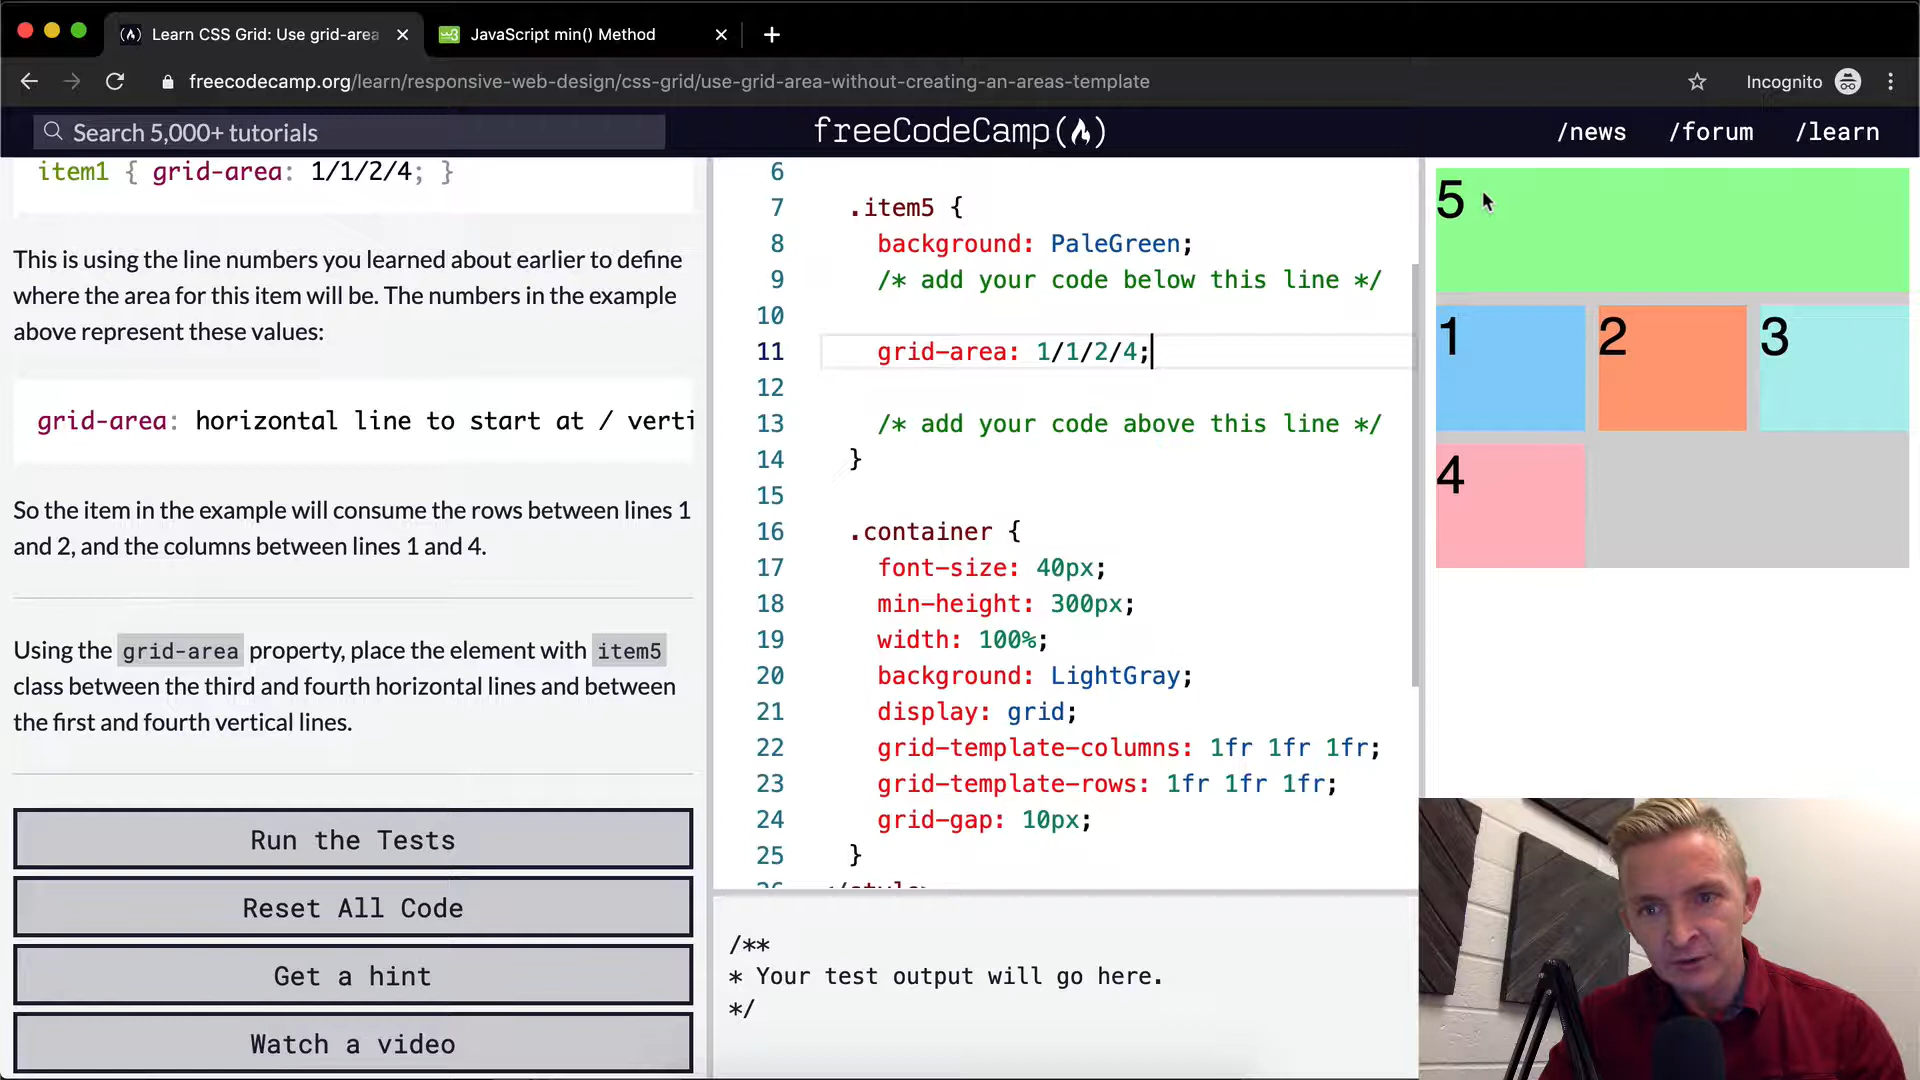 Learn CSS Grid: Use grid-area
JavaScript min() Method
freecodecamp.org/learn/responsive-web-design/css-grid/use-grid-area-without-creating-an-areas-template
Incognito
Search 5,000+ tutorials
freeCodeCamp
/news /forum /learn
item1 { grid-area: 1/1/2/4; }
This is using the line numbers you learned about earlier to define
where the area for this item will be. The numbers in the example
above represent these values:
grid-area: horizontal line to start at / verti
So the item in the example will consume the rows between lines 1
and 2, and the columns between lines 1 and 4.
Using the grid-area property, place the element with item5
class between the third and fourth horizontal lines and between
the first and fourth vertical lines.
Run the Tests
Reset All Code
Get a hint
Watch a video
6
7 .item5 {
8 background: PaleGreen;
9 /* add your code below this line */
10
11 grid-area: 1/1/2/4;
12
13 /* add your code above this line */
14 }
15
16 .container {
17 font-size: 40px;
18 min-height: 300px;
19 width: 100%;
20 background: LightGray;
21 display: grid;
22 grid-template-columns: 1fr 1fr 1fr;
23 grid-template-rows: 1fr 1fr 1fr;
24 grid-gap: 10px;
25 }
26 </style>
/**
* Your test output will go here.
*/
5
1 2 3
4